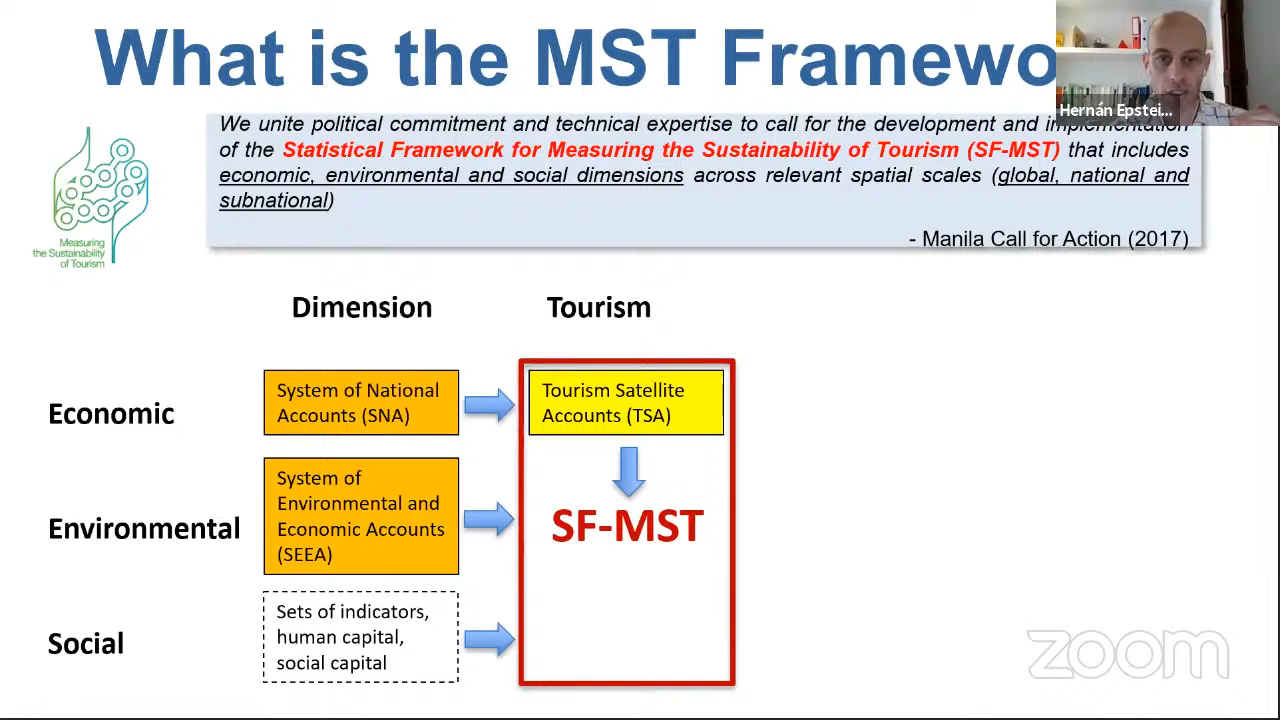 What is the MST Framewo
Hernán Epstei...
We unite political commitment and technical expertise to call for the development and implementation
of the Statistical Framework for Measuring the Sustainability of Tourism (SF-MST) that includes
economic, environmental and social dimensions across relevant spatial scales (global, national and
subnational)
- Manila Call for Action (2017)
Measuring
the Sustainability
of Tourism
Dimension
Tourism
Economic
System of National
Accounts (SNA)
Tourism Satellite
Accounts (TSA)
Environmental
System of
Environmental and
Economic Accounts
(SEEA)
SF-MST
Social
Sets of indicators,
human capital,
social capital
zoom